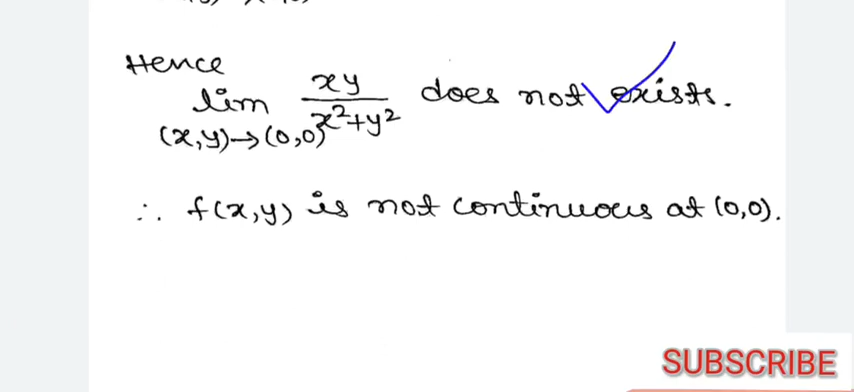 Hence
lim xy / x²+y² does not exists.
(x,y)→(0,0)
∴ f(x,y) is not continuous at (0,0).
SUBSCRIBE